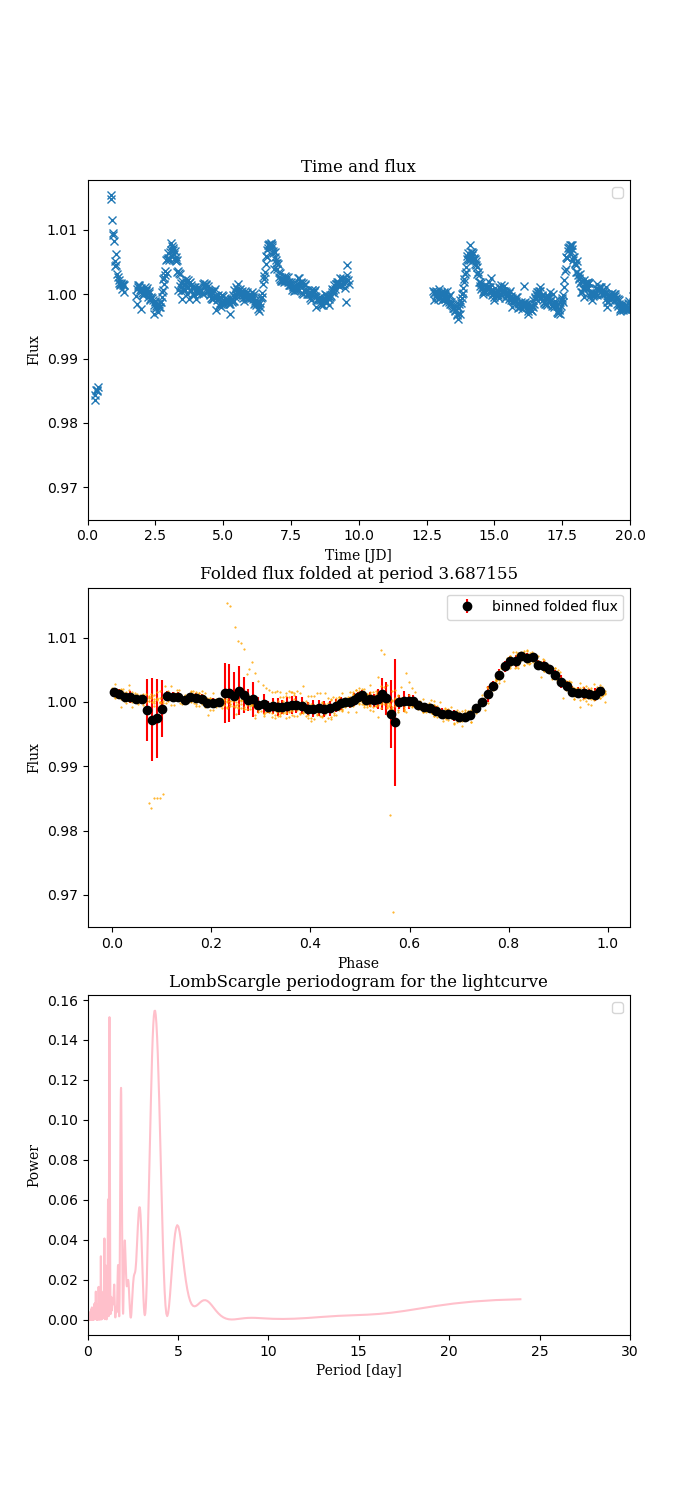 Time and flux
1.01
1.00
0.99
0.98
0.97
Flux
0.0 2.5 5.0 7.5 10.0 12.5 15.0 17.5 20.0
Time [JD]
Folded flux folded at period 3.687155
binned folded flux
1.01
1.00
0.99
0.98
0.97
Flux
0.0 0.2 0.4 0.6 0.8 1.0
Phase
LombScargle periodogram for the lightcurve
0.16
0.14
0.12
0.10
0.08
0.06
0.04
0.02
0.00
Power
0 5 10 15 20 25 30
Period [day]